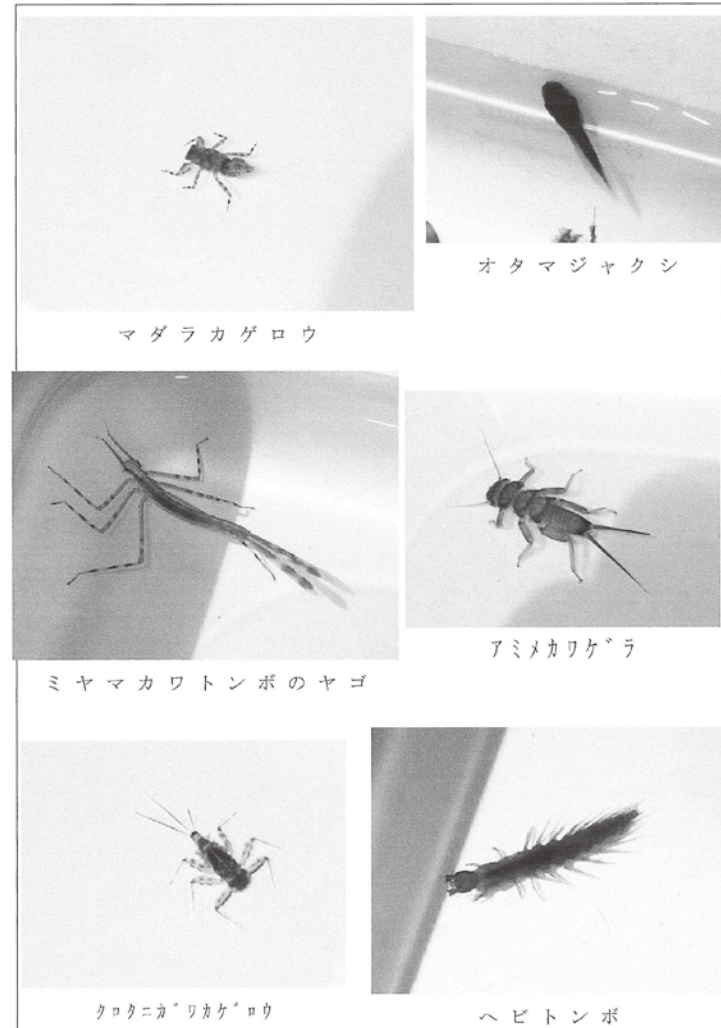 マダラカゲロウ
オタマジャクシ
ミヤマカワトンボのヤゴ
アミメカワゲラ
クロタニガワカゲロウ
ヘビトンボ